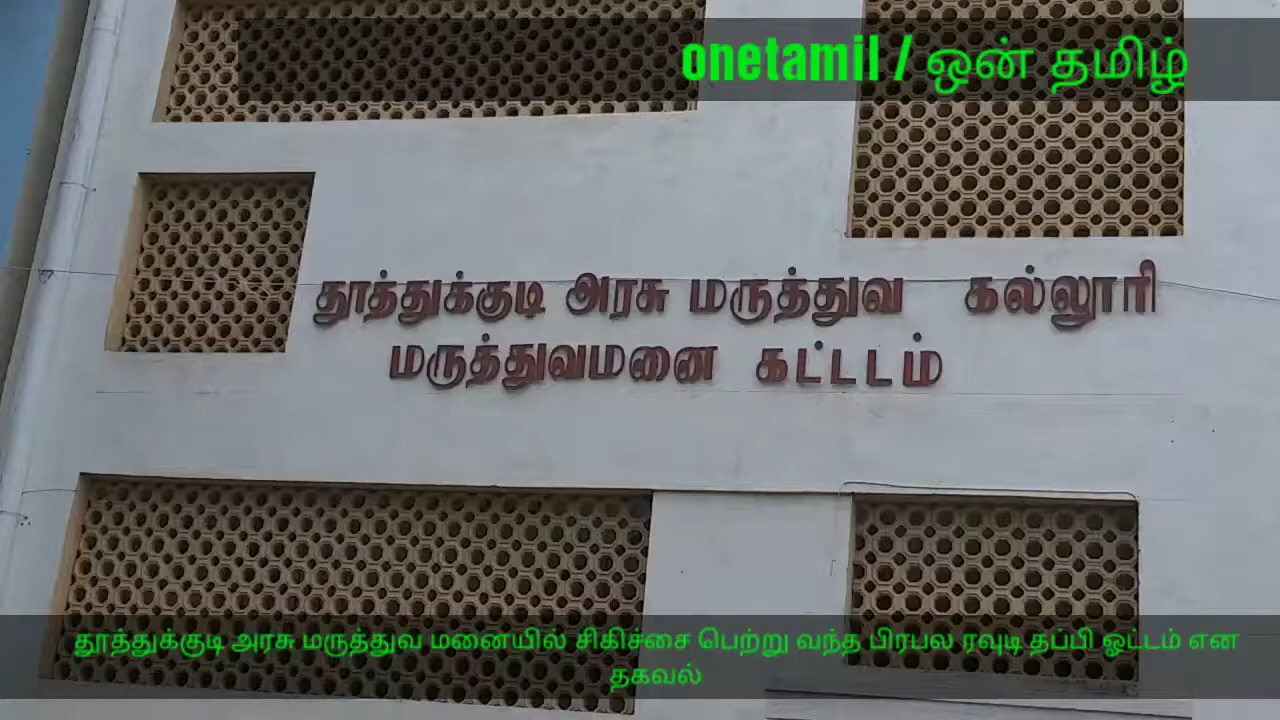 onetamil / ஒன் தமிழ்
தூத்துக்குடி அரசு மருத்துவ கல்லூரி
மருத்துவமனை கட்டடம்
தூத்துக்குடி அரசு மருத்துவ மனையில் சிகிச்சை பெற்று வந்த பிரபல ரவுடி தப்பி ஓட்டம் என
தகவல்